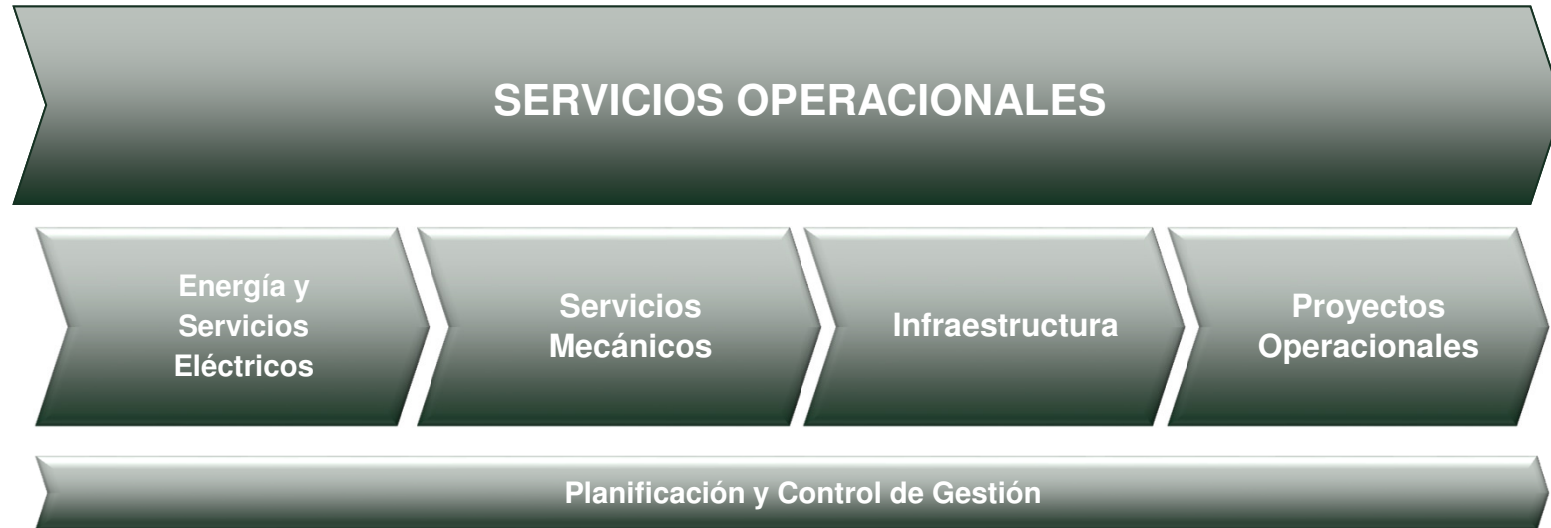 SERVICIOS OPERACIONALES
Energía y
Servicios
Eléctricos
Servicios
Mecánicos
Infraestructura
Proyectos
Operacionales
Planificación y Control de Gestión